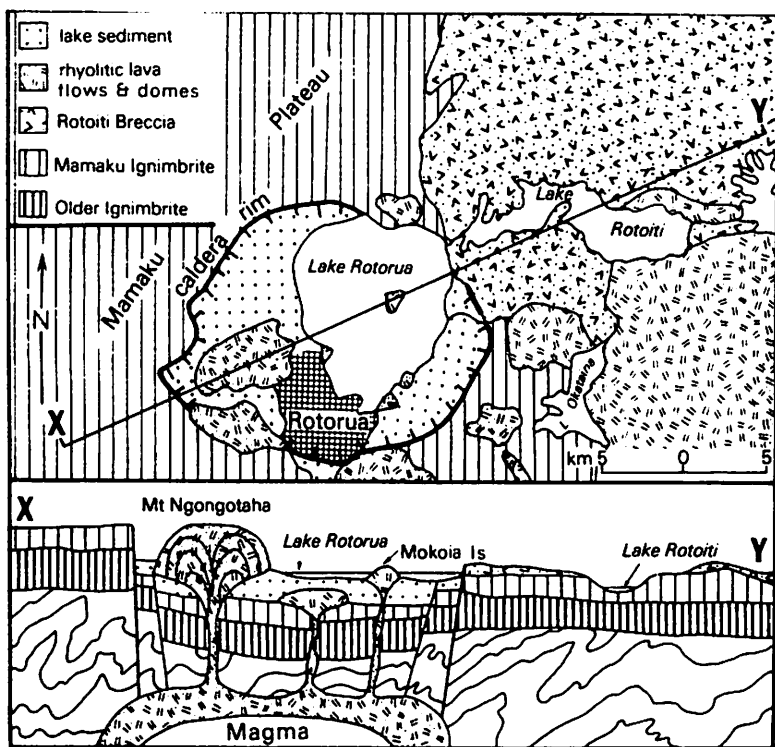 lake sediment
rhyolitic lava
flows & domes
Rotoiti Breccia
Mamaku Ignimbrite
Older Ignimbrite
Plateau
Mamaku
caldera rim
N
Y
Lake
Rotoiti
Lake Rotorua
Rotorua
Okataina
X
km 5 0 5
X
Mt Ngongotaha
Lake Rotorua
Mokoia Is
Lake Rotoiti
Y
Magma